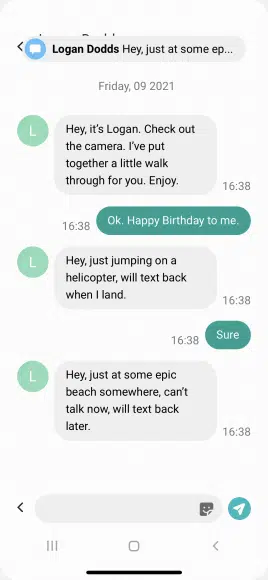 Logan Dodds Hey, just at some ep...
Friday, 09 2021
L
Hey, it's Logan. Check out
the camera. I've put
together a little walk
through for you. Enjoy.
16:38
16:38
Ok. Happy Birthday to me.
L
Hey, just jumping on a
helicopter, will text back
when I land.
16:38
16:38
Sure
L
Hey, just at some epic
beach somewhere, can't
talk now, will text back
later.
16:38